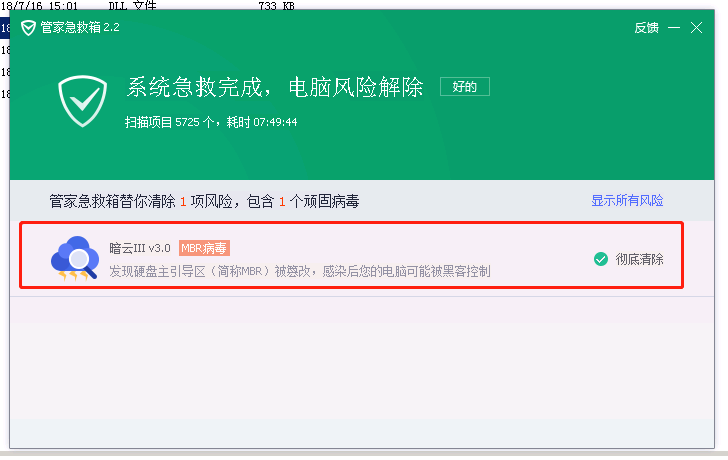 18/7/16 15:01 DLL 文件 733 KB
管家急救箱 2.2 反馈
系统急救完成，电脑风险解除 好的
扫描项目 5725 个，耗时 07:49:44
管家急救箱替你清除 1 项风险，包含 1 个顽固病毒 显示所有风险
暗云III v3.0 MBR病毒
发现硬盘主引导区（简称MBR）被篡改，感染后您的电脑可能被黑客控制 彻底清除